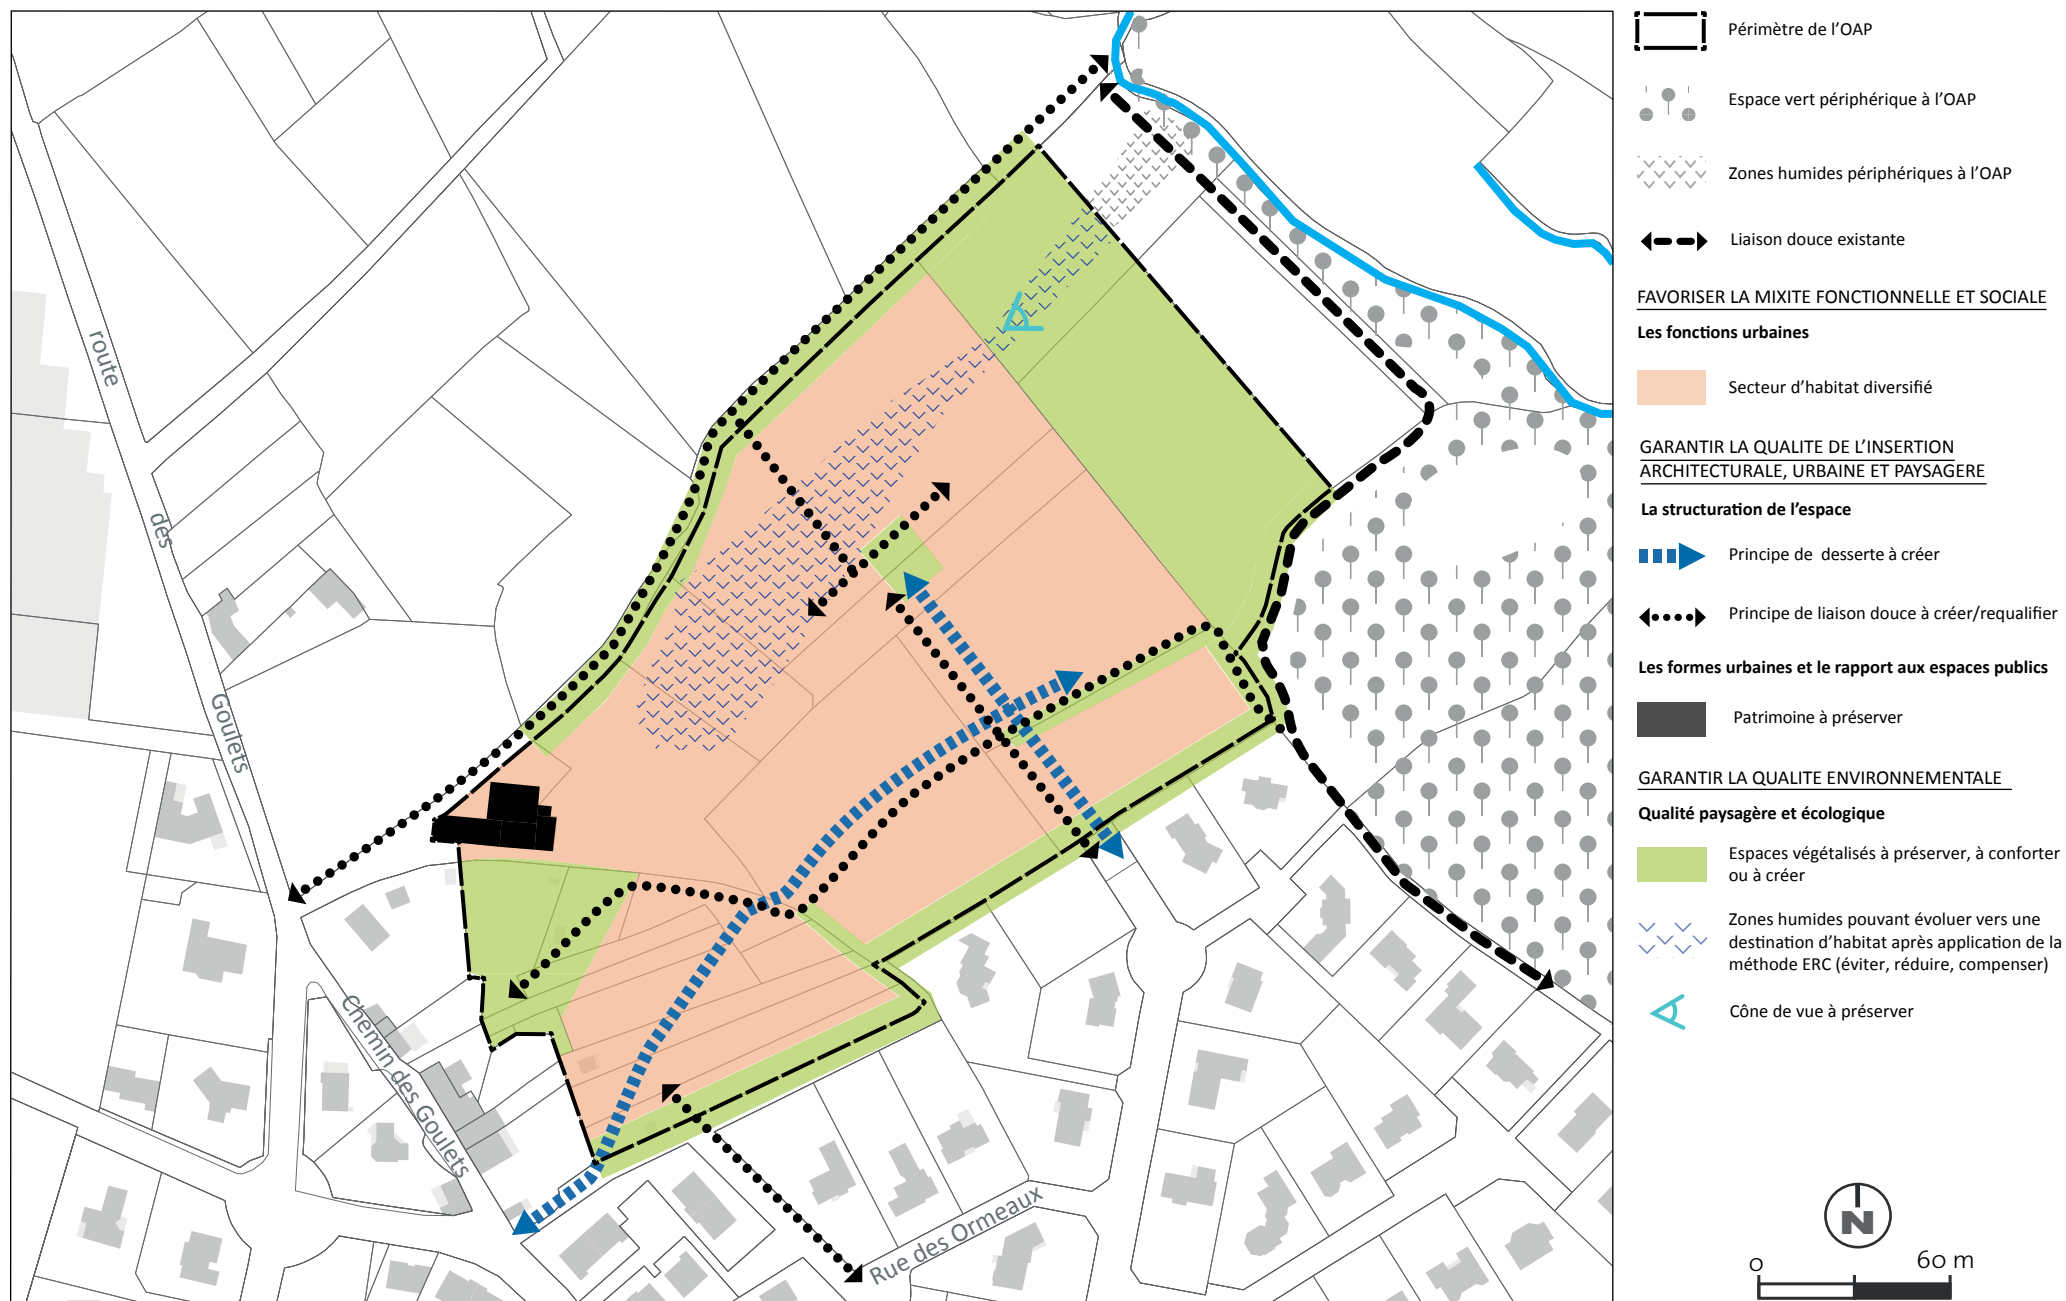 route
des
Goulets
Chemin des Goulets
Rue des Ormeaux
Périmètre de l’OAP
Espace vert périphérique à l’OAP
Zones humides périphériques à l’OAP
Liaison douce existante
FAVORISER LA MIXITE FONCTIONNELLE ET SOCIALE
Les fonctions urbaines
Secteur d’habitat diversifié
GARANTIR LA QUALITE DE L’INSERTION
ARCHITECTURALE, URBAINE ET PAYSAGERE
La structuration de l’espace
Principe de desserte à créer
Principe de liaison douce à créer/requalifier
Les formes urbaines et le rapport aux espaces publics
Patrimoine à préserver
GARANTIR LA QUALITE ENVIRONNEMENTALE
Qualité paysagère et écologique
Espaces végétalisés à préserver, à conforter
ou à créer
Zones humides pouvant évoluer vers une
destination d’habitat après application de la
méthode ERC (éviter, réduire, compenser)
Cône de vue à préserver
N
0 60 m